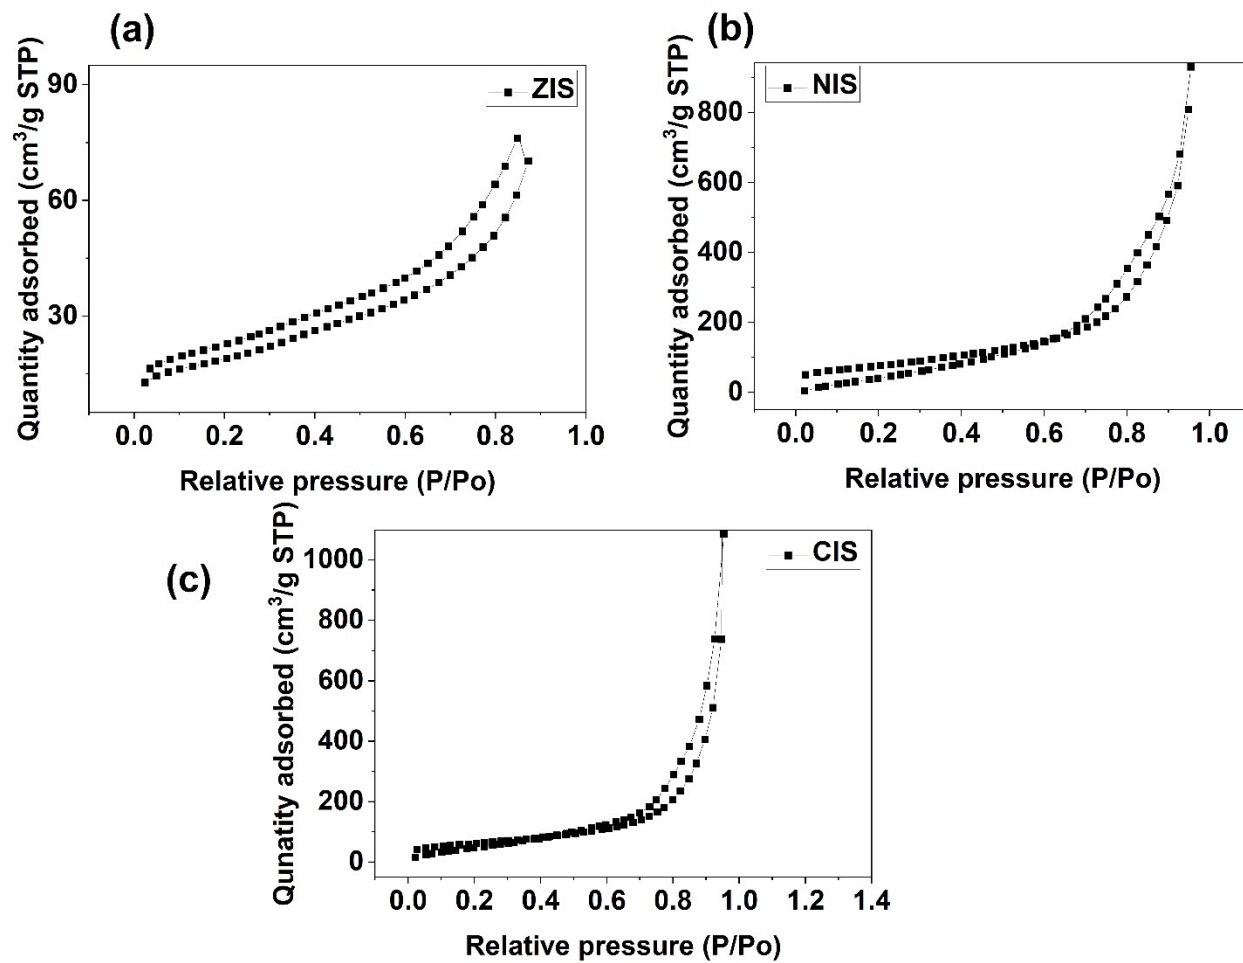 (a)
ZIS
90
60
30
0.0 0.2 0.4 0.6 0.8 1.0
Quantity adsorbed (cm³/g STP)
Relative pressure (P/Po)
(b)
NIS
800
600
400
200
0
0.0 0.2 0.4 0.6 0.8 1.0
Quantity adsorbed (cm³/g STP)
Relative pressure (P/Po)
(c)
CIS
1000
800
600
400
200
0
0.0 0.2 0.4 0.6 0.8 1.0 1.2 1.4
Qunatity adsorbed (cm³/g STP)
Relative pressure (P/Po)